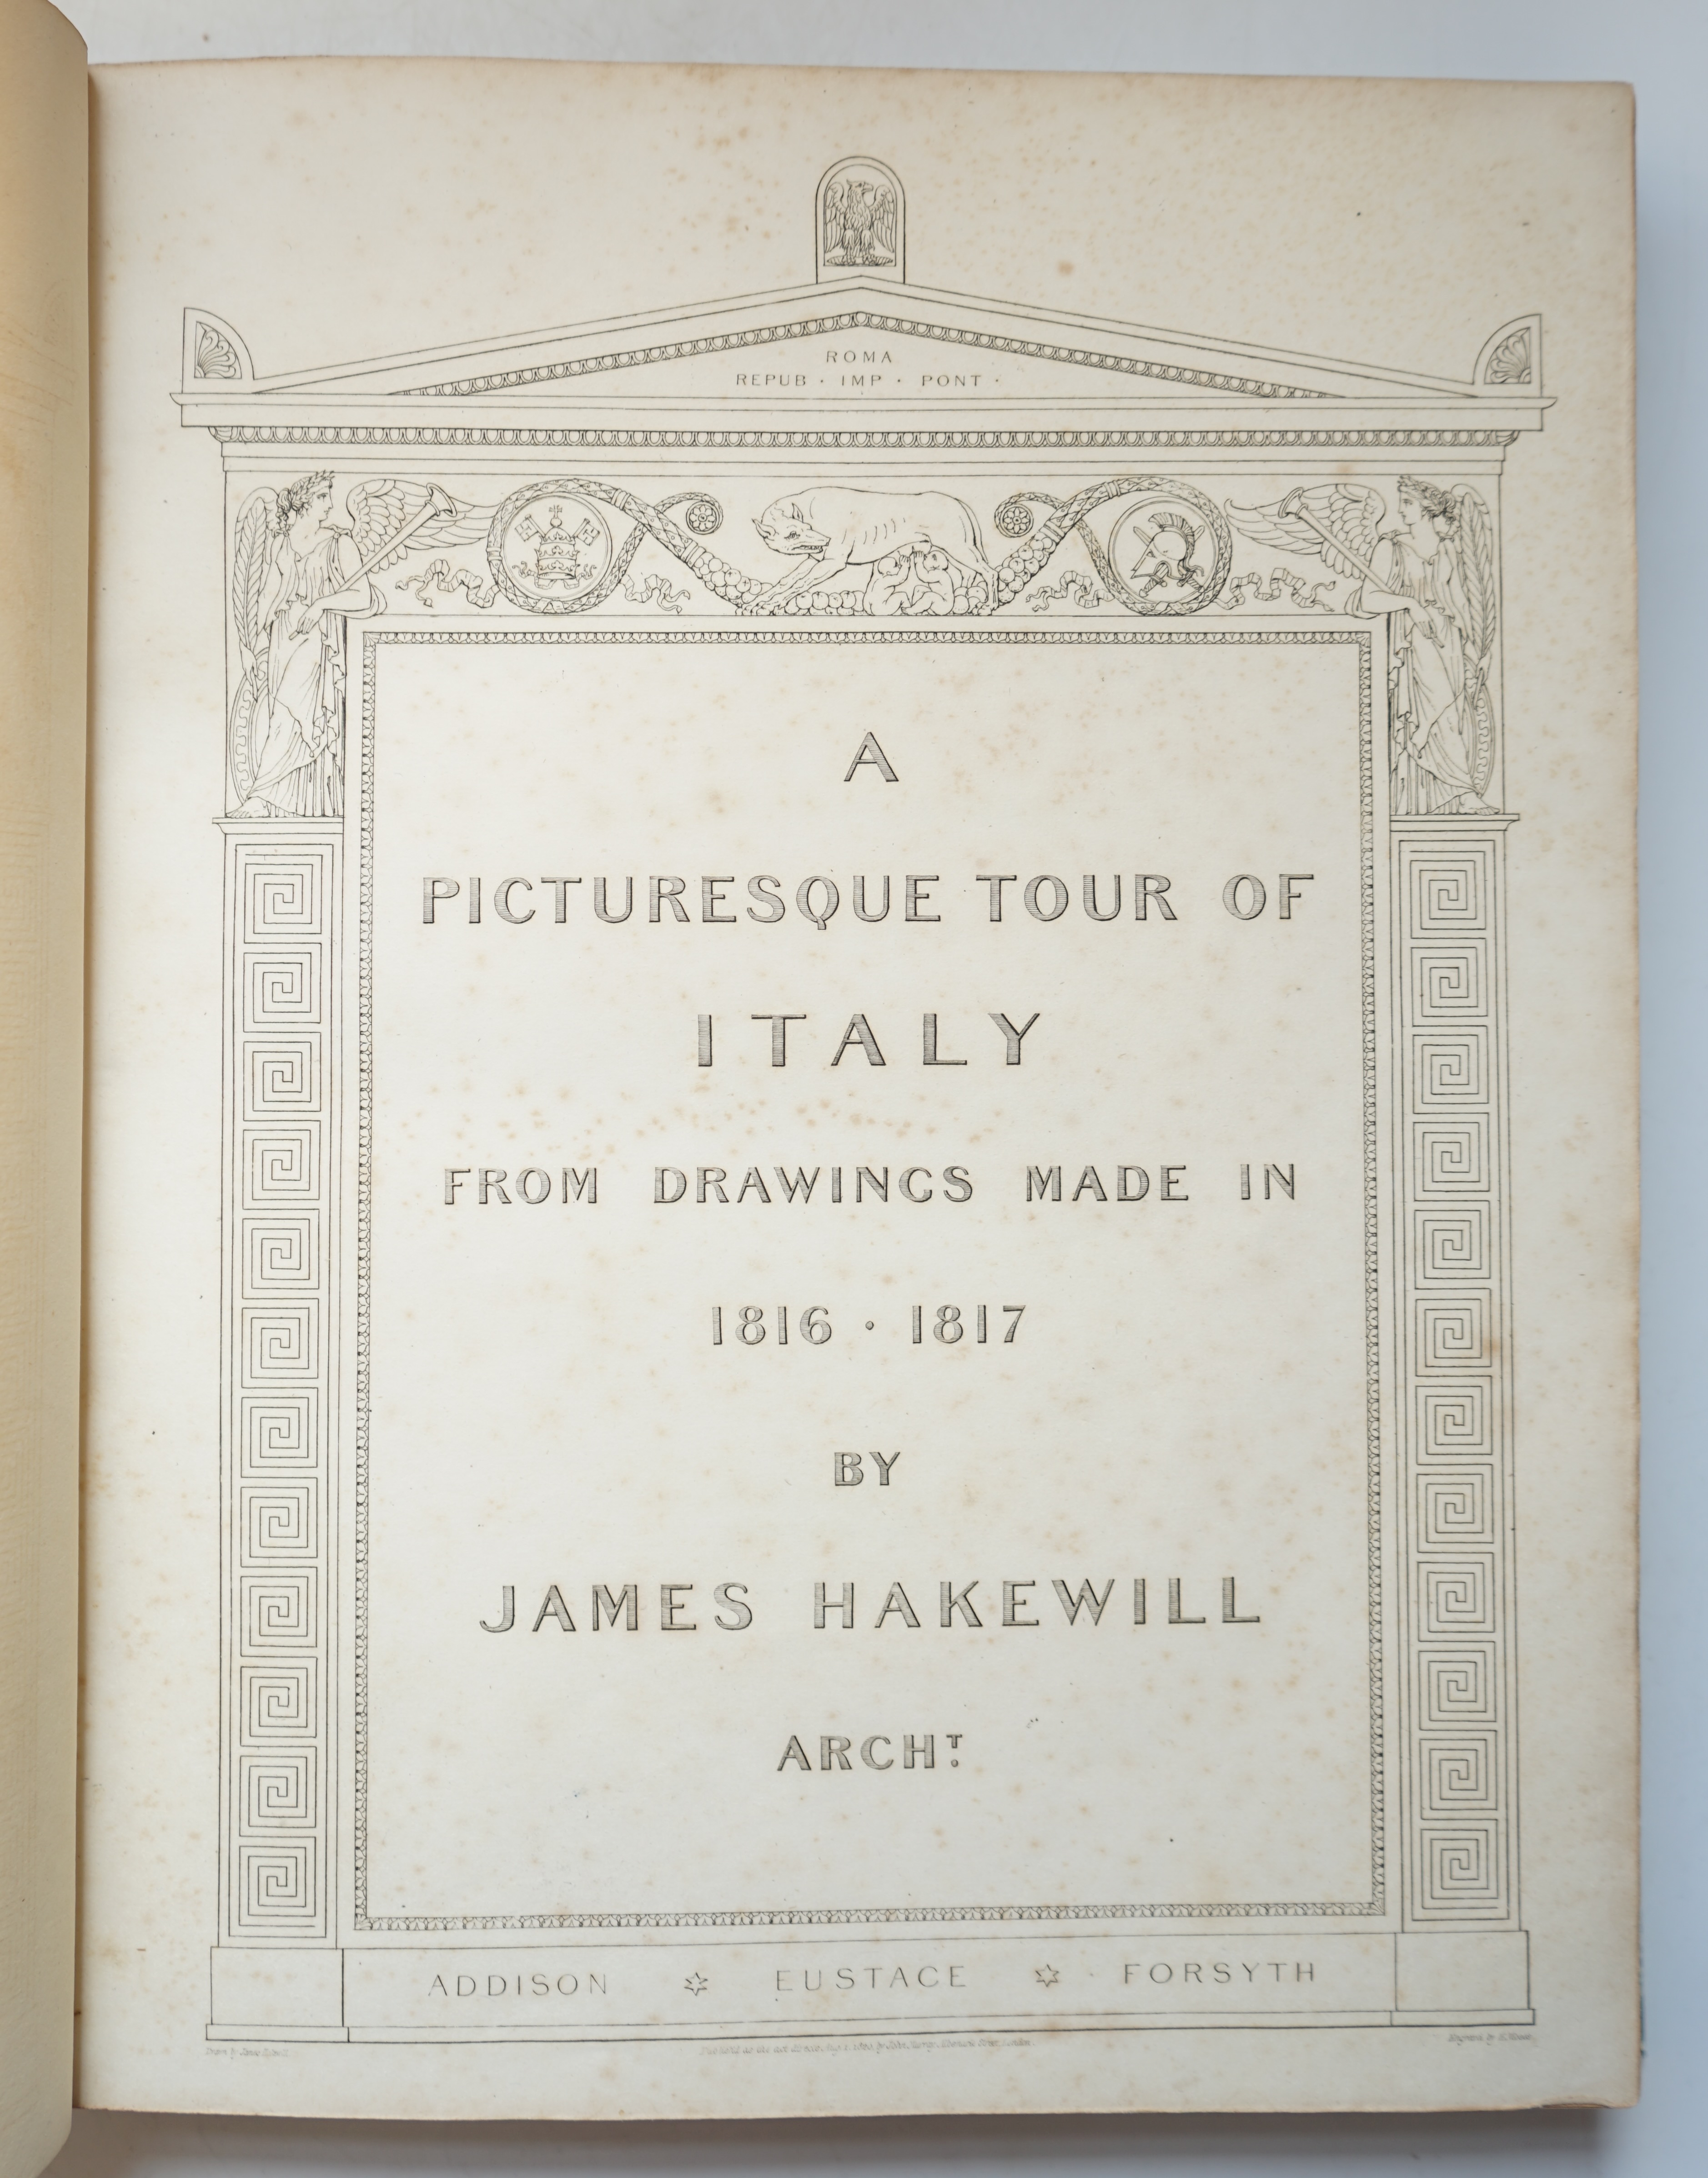 ROMA
REPUB · IMP · PONT ·
A
PICTURESQUE TOUR OF
ITALY
FROM DRAWINGS MADE IN
1816 · 1817
BY
JAMES HAKEWILL
ARCHT.
ADDISON ✡ EUSTACE ✡ FORSYTH